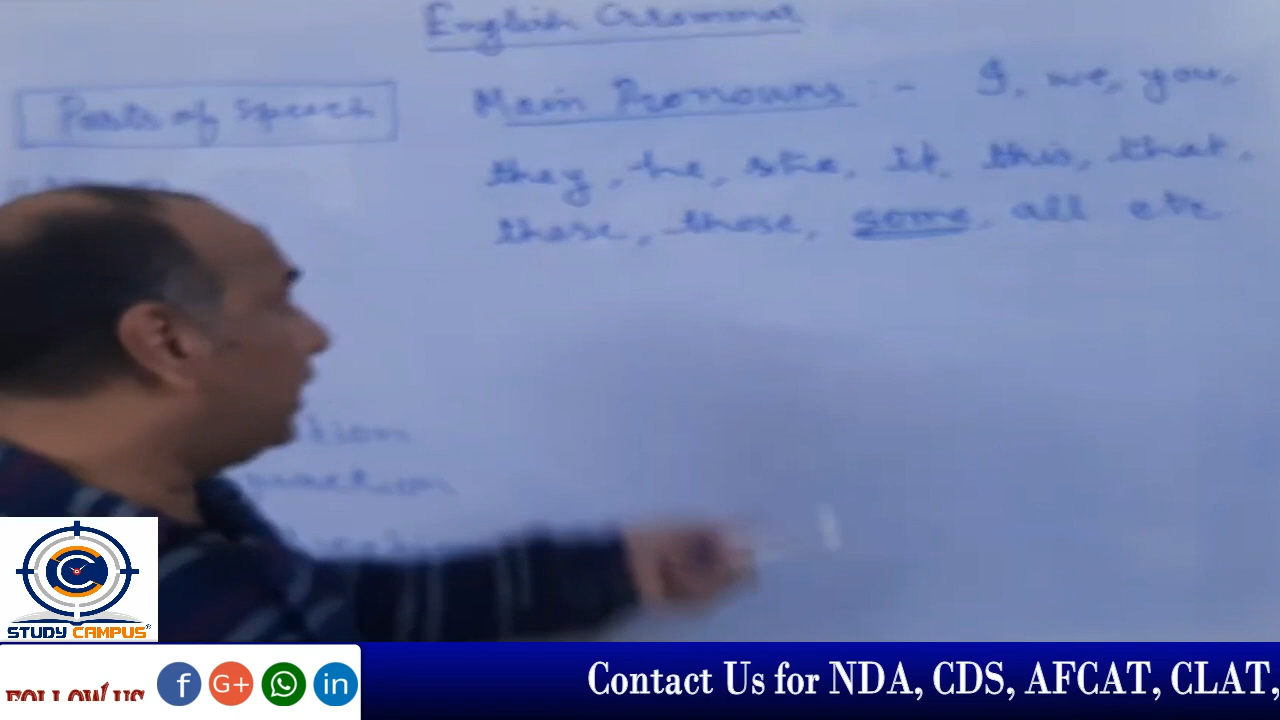 English Grammar
Parts of Speech
Main Pronouns :- I, we, you,
they, he, she, it, this, that,
these, those, some, all etc
STUDY CAMPUS
FOLLOW US
Contact Us for NDA, CDS, AFCAT, CLAT,